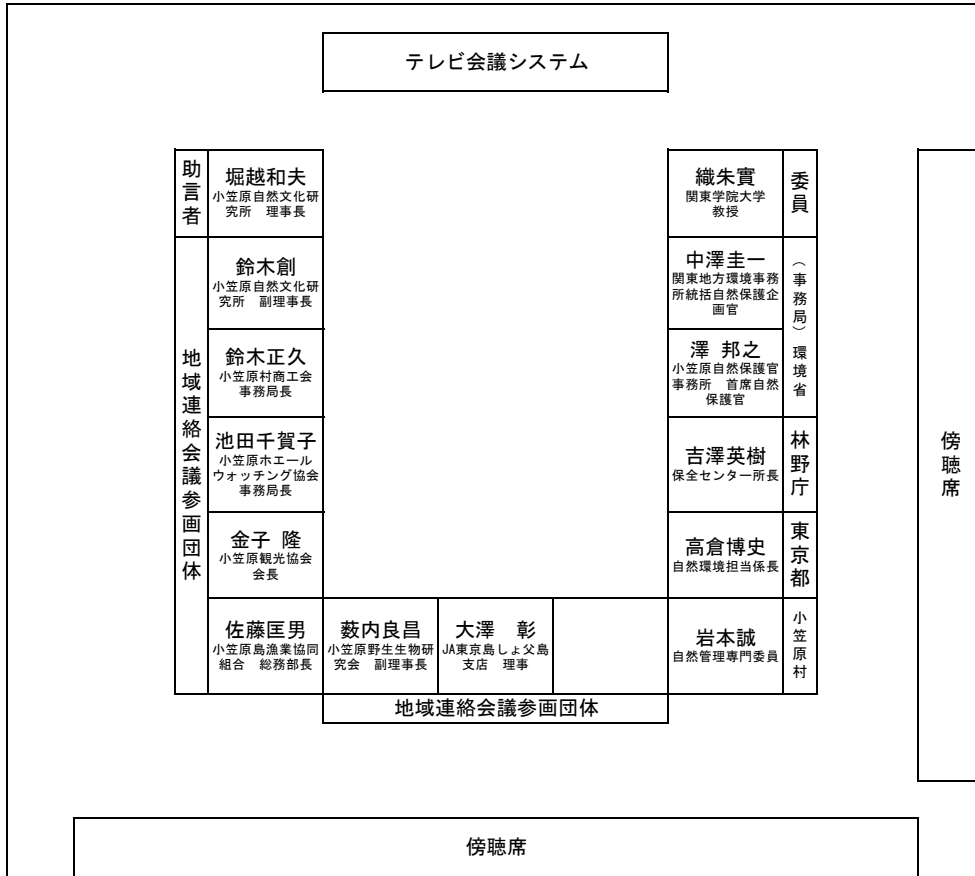 テレビ会議システム
助言者
堀越和夫
小笠原自然文化研
究所　理事長
地域連絡会議参画団体
鈴木創
小笠原自然文化研
究所　副理事長
鈴木正久
小笠原村商工会
事務局長
池田千賀子
小笠原ホエール
ウォッチング協会
事務局長
金子 隆
小笠原観光協会
会長
佐藤匡男
小笠原島漁業協同
組合　総務部長
薮内良昌
小笠原野生生物研
究会　副理事長
大澤　彰
JA東京島しょ父島
支店　理事
地域連絡会議参画団体
織朱實
関東学院大学
教授
委員
中澤圭一
関東地方環境事務
所統括自然保護企
画官
（事務局）環境省
澤 邦之
小笠原自然保護官
事務所　首席自然
保護官
吉澤英樹
保全センター所長
林野庁
高倉博史
自然環境担当係長
東京都
岩本誠
自然管理専門委員
小笠原村
傍聴席
傍聴席